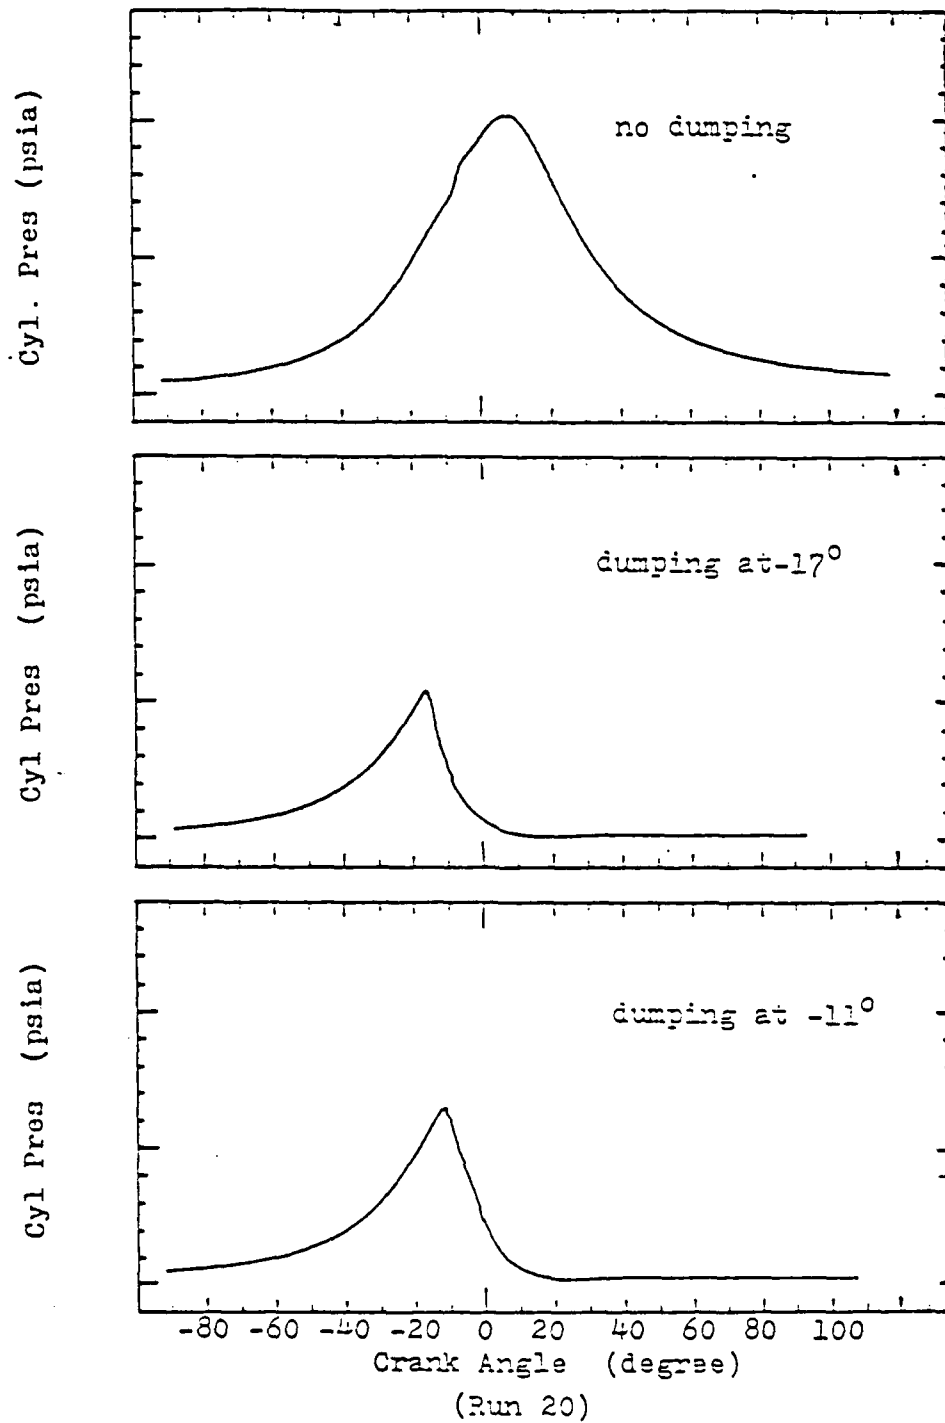 Cyl. Pres (psia)
no dumping
Cyl Pres (psia)
dumping at-17°
Cyl Pres (psia)
dumping at -11°
-80 -60 -40 -20 0 20 40 60 80 100
Crank Angle (degree)
(Run 20)